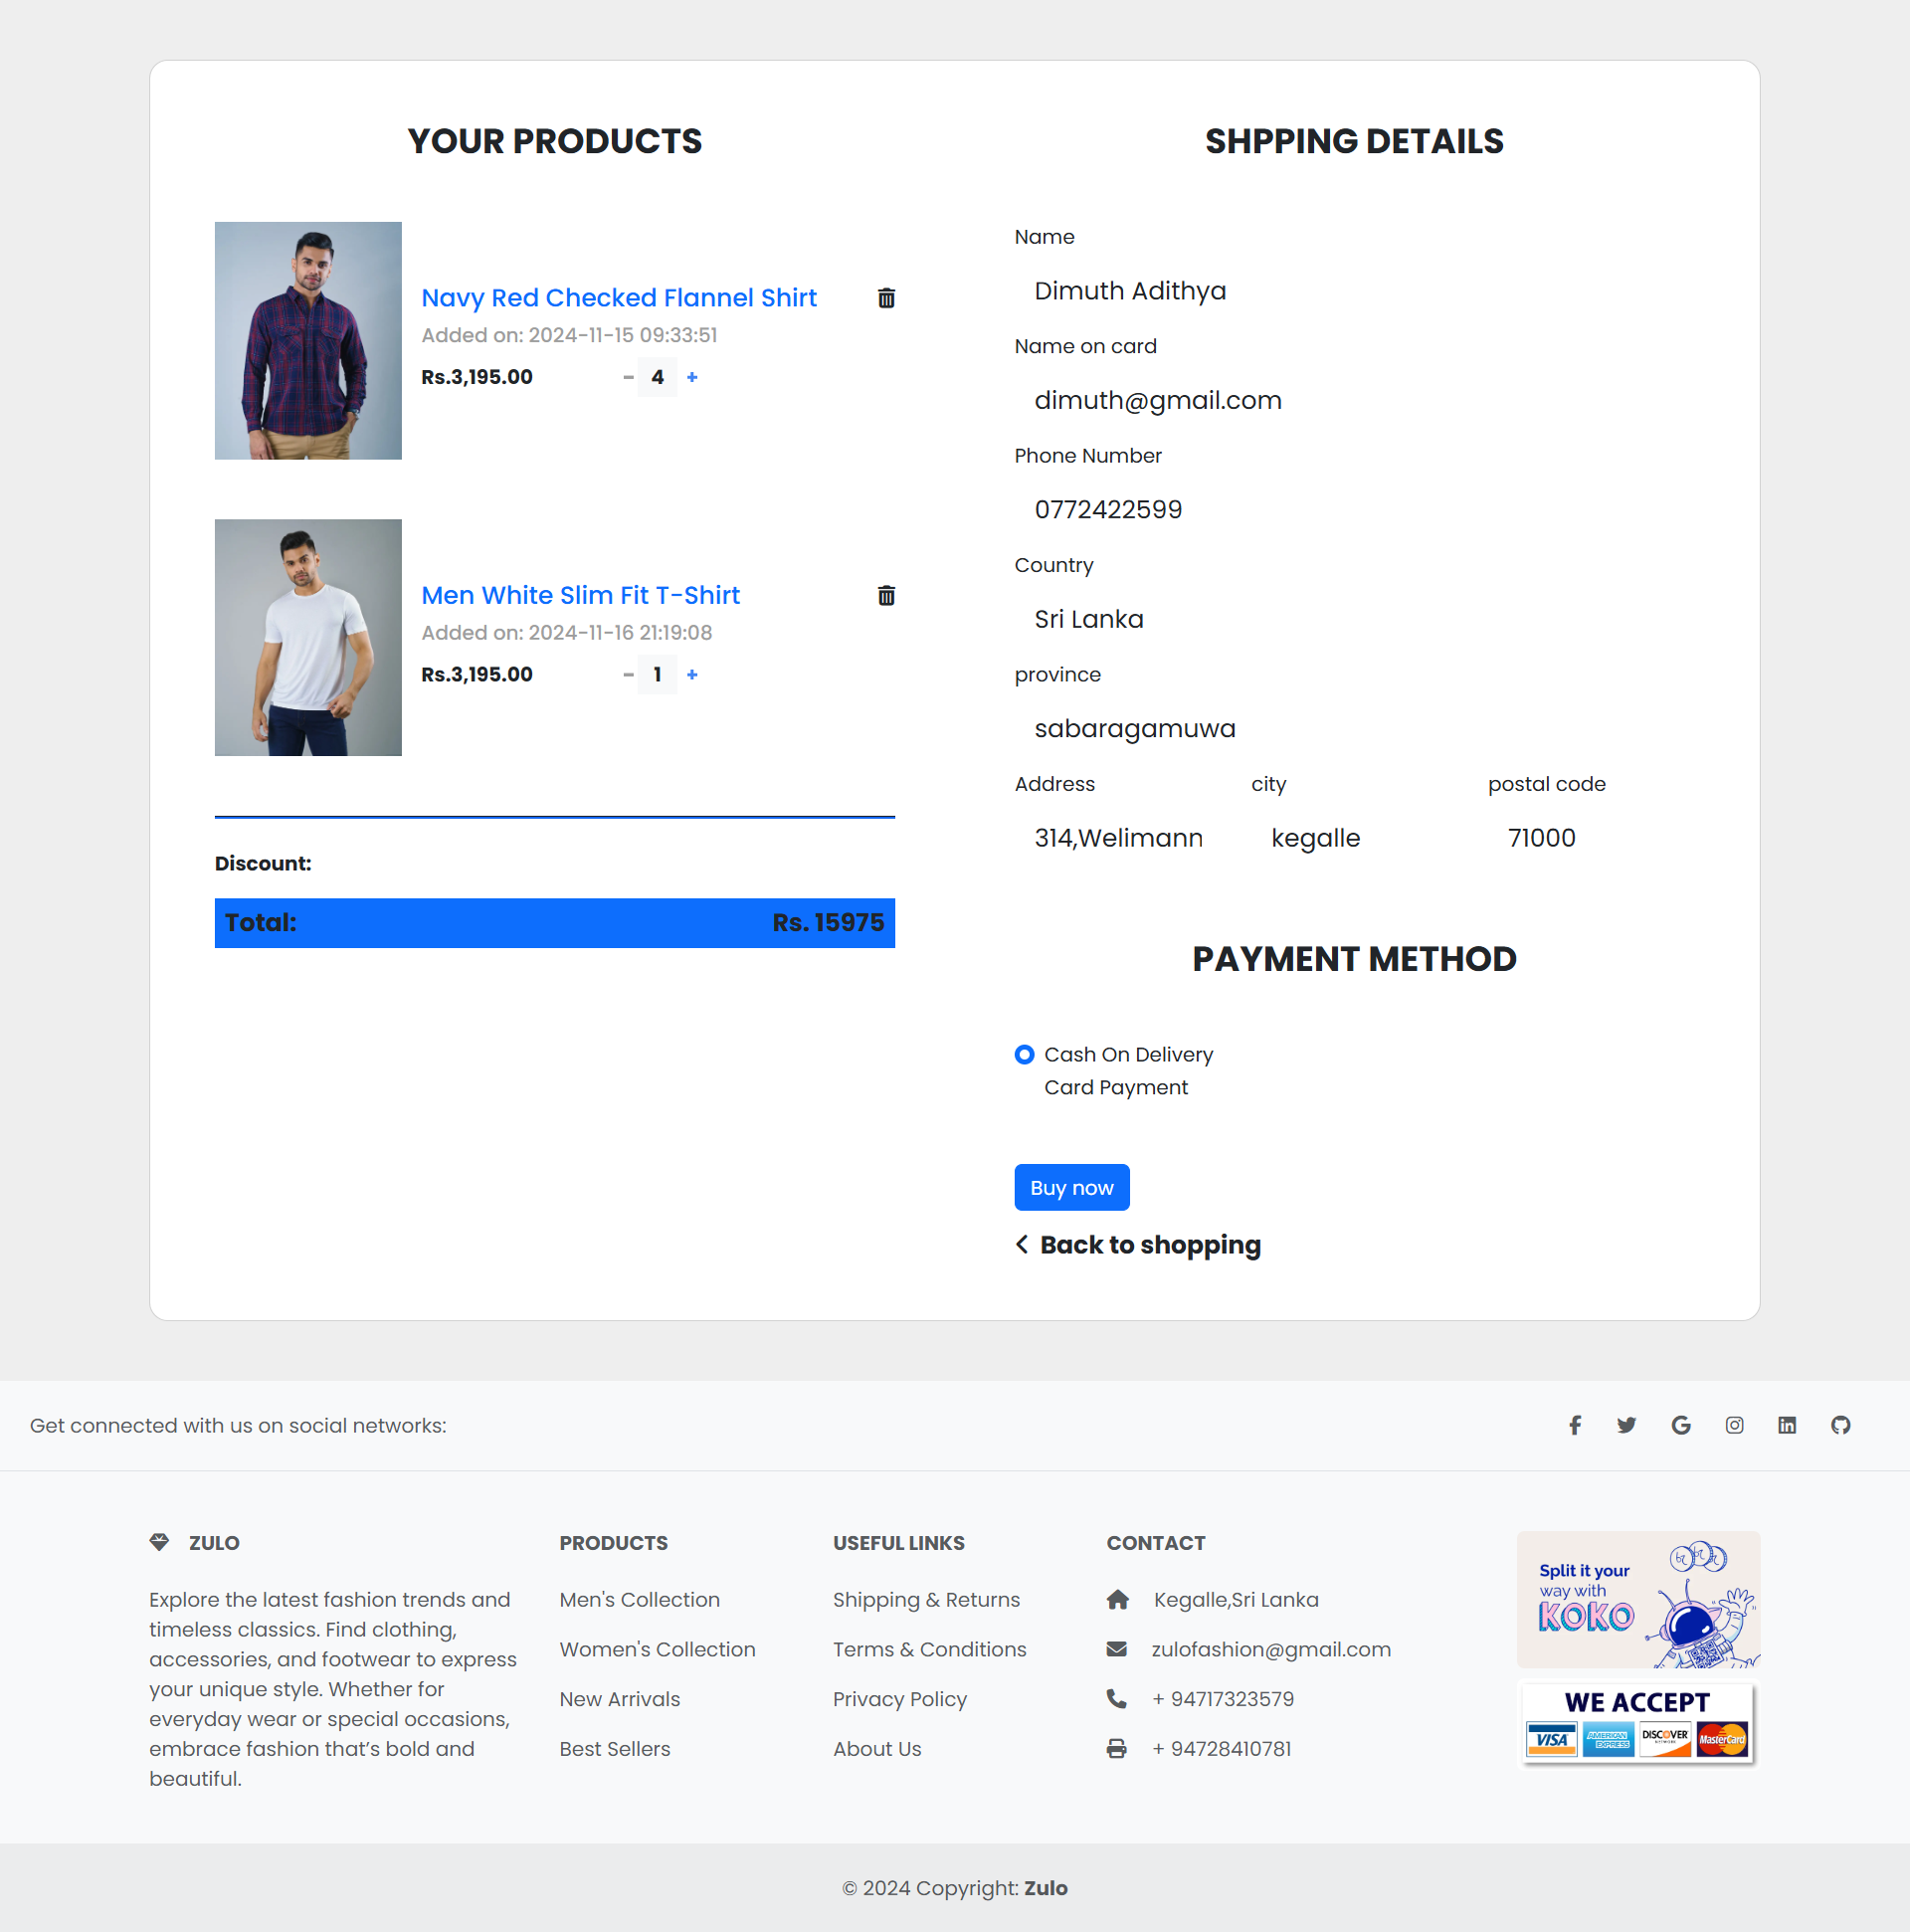 YOUR PRODUCTS
Navy Red Checked Flannel Shirt
Added on: 2024-11-15 09:33:51
Rs.3,195.00 - 4 +
Men White Slim Fit T-Shirt
Added on: 2024-11-16 21:19:08
Rs.3,195.00 - 1 +
Discount:
Total: Rs. 15975
SHPPING DETAILS
Name
Dimuth Adithya
Name on card
dimuth@gmail.com
Phone Number
0772422599
Country
Sri Lanka
province
sabaragamuwa
Address city postal code
314,Welimann kegalle 71000
PAYMENT METHOD
Cash On Delivery
Card Payment
Buy now
Back to shopping
Get connected with us on social networks:
ZULO
Explore the latest fashion trends and
timeless classics. Find clothing,
accessories, and footwear to express
your unique style. Whether for
everyday wear or special occasions,
embrace fashion that’s bold and
beautiful.
PRODUCTS
Men's Collection
Women's Collection
New Arrivals
Best Sellers
USEFUL LINKS
Shipping & Returns
Terms & Conditions
Privacy Policy
About Us
CONTACT
Kegalle,Sri Lanka
zulofashion@gmail.com
+ 94717323579
+ 94728410781
Split it your
way with
KOKO
WE ACCEPT
VISA AMERICAN EXPRESS DISCOVER MasterCard
© 2024 Copyright: Zulo